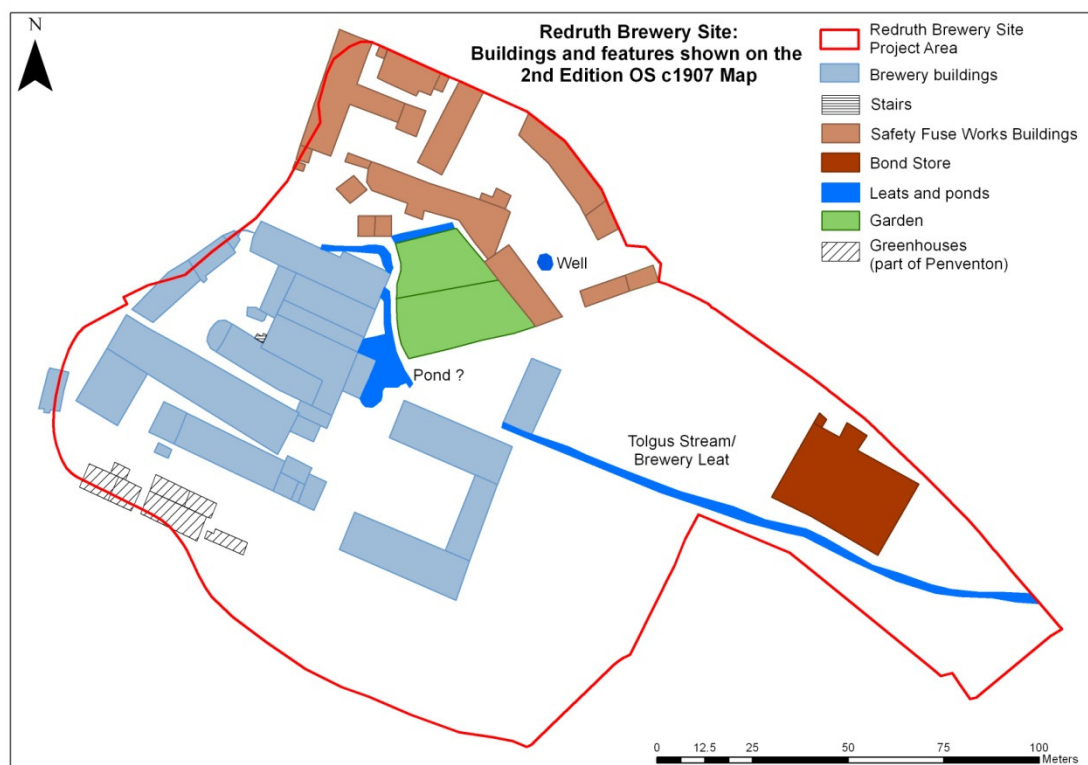 N
Redruth Brewery Site:
Buildings and features shown on the
2nd Edition OS c1907 Map
Redruth Brewery Site
Project Area
Brewery buildings
Stairs
Safety Fuse Works Buildings
Bond Store
Leats and ponds
Garden
Greenhouses
(part of Penventon)
Well
Pond ?
Tolgus Stream/
Brewery Leat
0 12.5 25 50 75 100
Meters